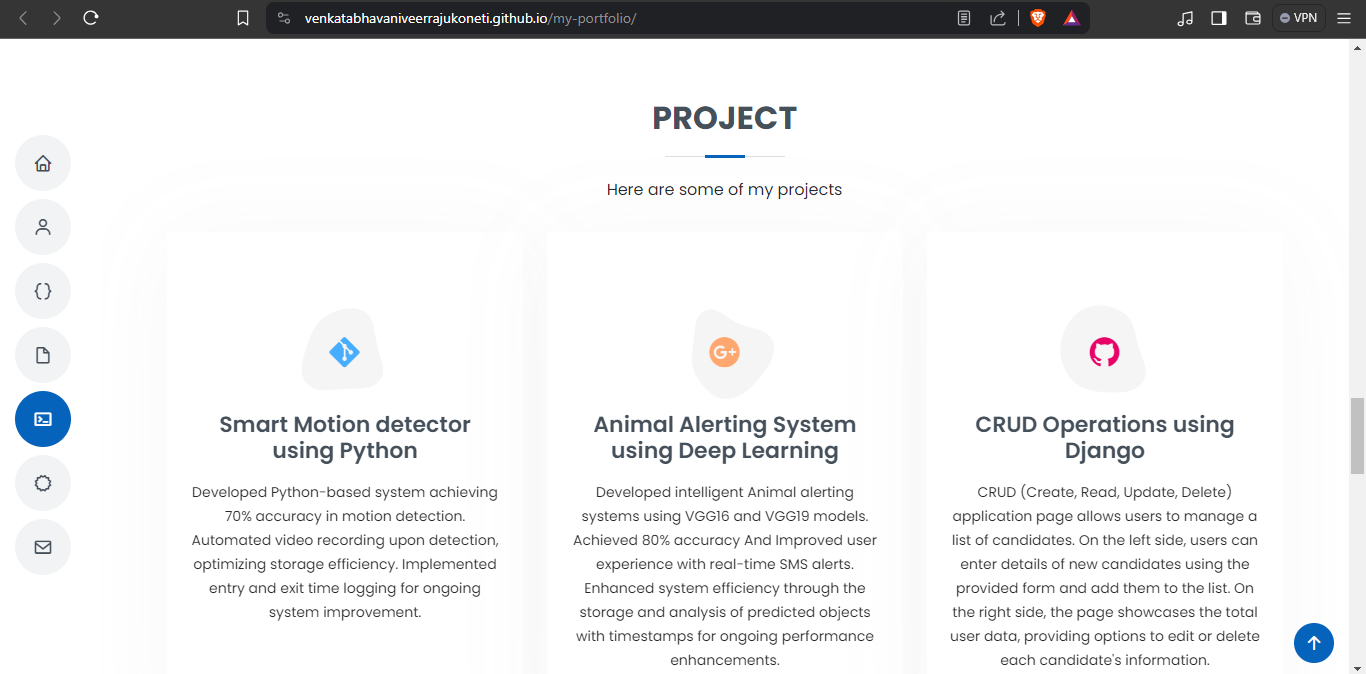 venkatabhavaniveerrajukoneti.github.io/my-portfolio/
VPN
PROJECT
Here are some of my projects
Smart Motion detector
using Python
Developed Python-based system achieving
70% accuracy in motion detection.
Automated video recording upon detection,
optimizing storage efficiency. Implemented
entry and exit time logging for ongoing
system improvement.
G+
Animal Alerting System
using Deep Learning
Developed intelligent Animal alerting
systems using VGG16 and VGG19 models.
Achieved 80% accuracy And Improved user
experience with real-time SMS alerts.
Enhanced system efficiency through the
storage and analysis of predicted objects
with timestamps for ongoing performance
enhancements.
CRUD Operations using
Django
CRUD (Create, Read, Update, Delete)
application page allows users to manage a
list of candidates. On the left side, users can
enter details of new candidates using the
provided form and add them to the list. On
the right side, the page showcases the total
user data, providing options to edit or delete
each candidate's information.